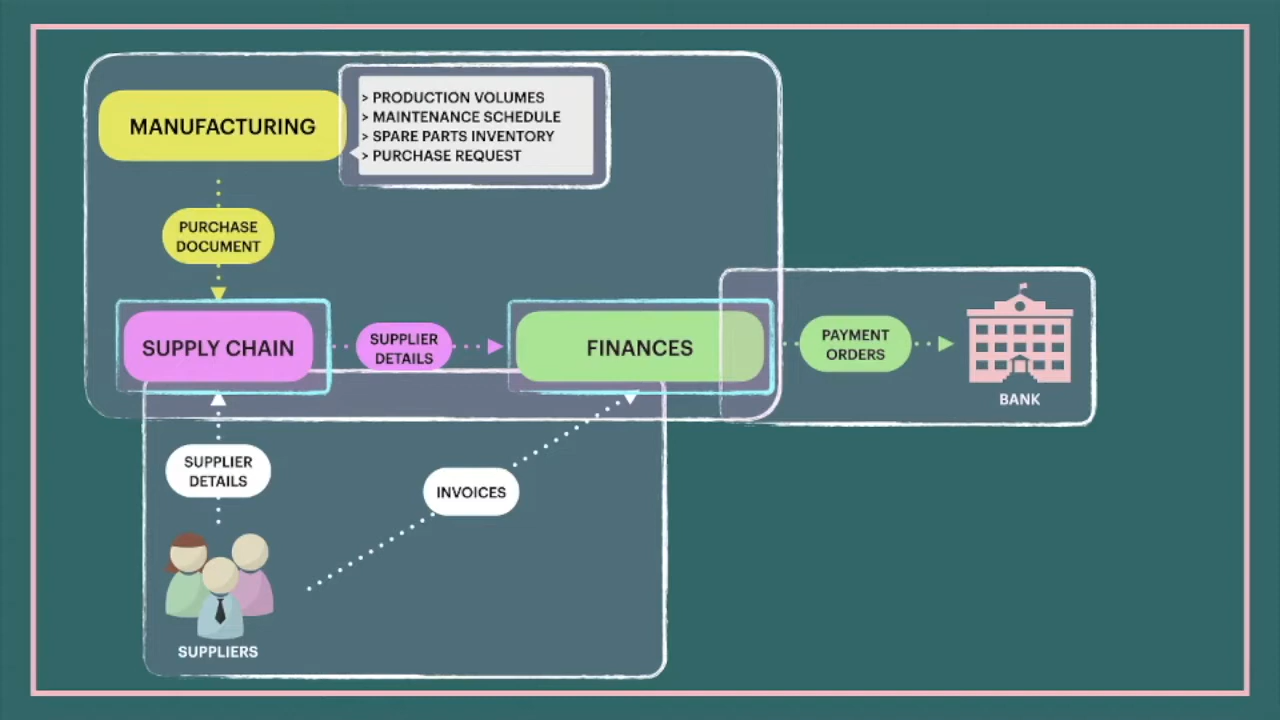 MANUFACTURING
> PRODUCTION VOLUMES
> MAINTENANCE SCHEDULE
> SPARE PARTS INVENTORY
> PURCHASE REQUEST
PURCHASE
DOCUMENT
SUPPLY CHAIN
SUPPLIER
DETAILS
FINANCES
PAYMENT
ORDERS
BANK
SUPPLIER
DETAILS
INVOICES
SUPPLIERS